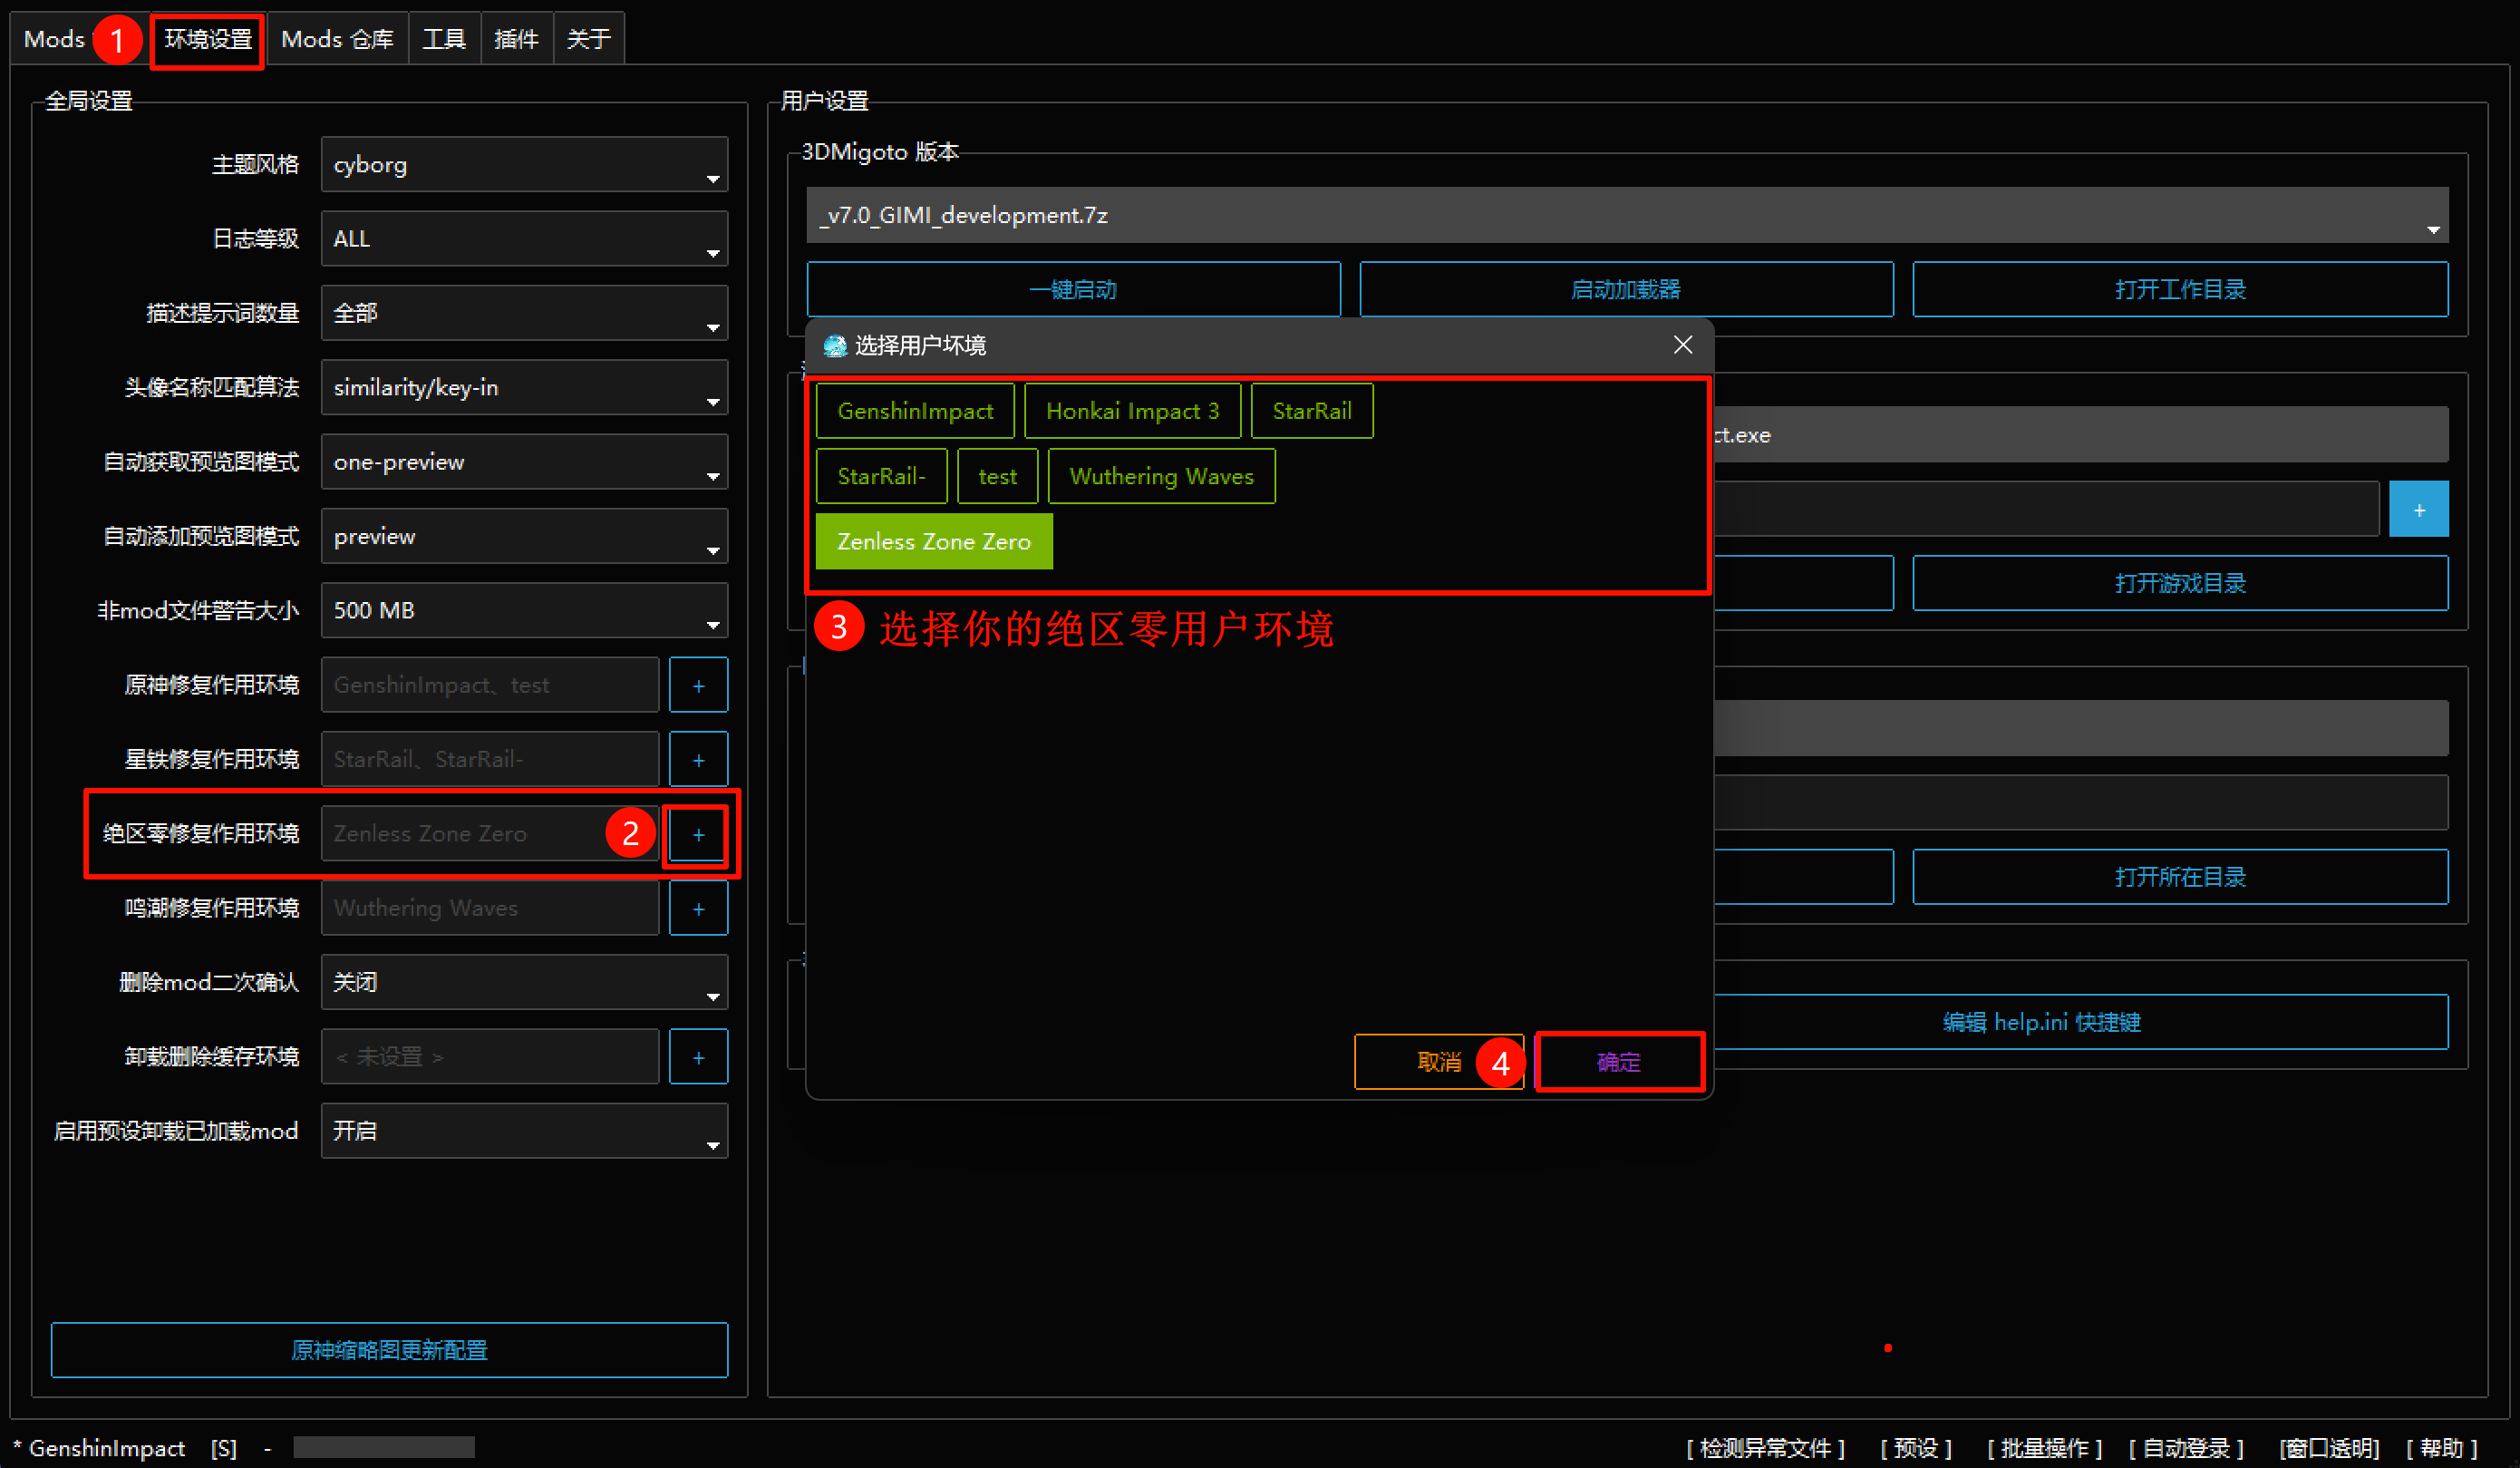 Mods
1
环境设置
Mods 仓库
工具
插件
关于
全局设置
主题风格
cyborg
日志等级
ALL
描述提示词数量
全部
头像名称匹配算法
similarity/key-in
自动获取预览图模式
one-preview
自动添加预览图模式
preview
非mod文件警告大小
500 MB
原神修复作用环境
GenshinImpact、test
+
星铁修复作用环境
StarRail、StarRail-
+
绝区零修复作用环境
Zenless Zone Zero
2
+
鸣潮修复作用环境
Wuthering Waves
+
删除mod二次确认
关闭
卸载删除缓存环境
< 未设置 >
+
启用预设卸载已加载mod
开启
原神缩略图更新配置
用户设置
3DMigoto 版本
_v7.0_GIMI_development.7z
一键启动
启动加载器
打开工作目录
选择用户坏境
GenshinImpact
Honkai Impact 3
StarRail
StarRail-
test
Wuthering Waves
Zenless Zone Zero
3
选择你的绝区零用户环境
取消
4
确定
ct.exe
+
打开游戏目录
打开所在目录
编辑 help.ini 快捷键
* GenshinImpact [S] -
[ 检测异常文件 ]
[ 预设 ]
[ 批量操作 ]
[ 自动登录 ]
[窗口透明]
[ 帮助 ]